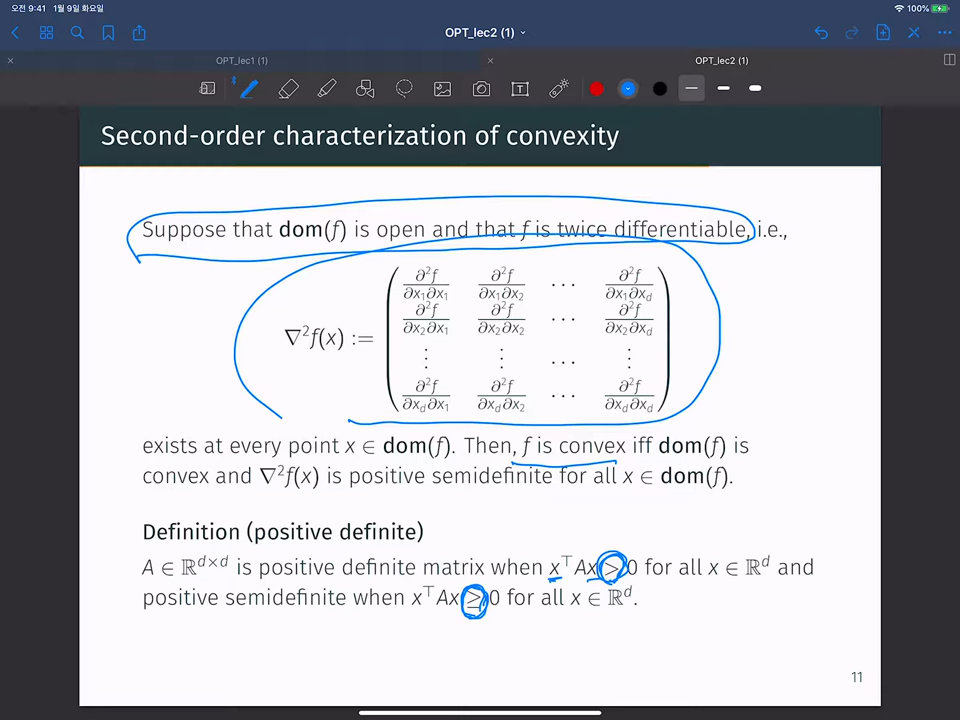 오전 9:41 1월 9일 화요일
100%
OPT_lec2 (1)
OPT_lec1 (1)
OPT_lec2 (1)
Second-order characterization of convexity
Suppose that dom(f) is open and that f is twice differentiable, i.e.,
∇²f(x) :=
∂²f/∂x₁∂x₁ ∂²f/∂x₁∂x₂ ⋯ ∂²f/∂x₁∂x_d
∂²f/∂x₂∂x₁ ∂²f/∂x₂∂x₂ ⋯ ∂²f/∂x₂∂x_d
⋮ ⋮ ⋯ ⋮
∂²f/∂x_d∂x₁ ∂²f/∂x_d∂x₂ ⋯ ∂²f/∂x_d∂x_d
exists at every point x ∈ dom(f). Then, f is convex iff dom(f) is
convex and ∇²f(x) is positive semidefinite for all x ∈ dom(f).
Definition (positive definite)
A ∈ ℝ^{d×d} is positive definite matrix when x^⊤Ax > 0 for all x ∈ ℝ^d and
positive semidefinite when x^⊤Ax ≥ 0 for all x ∈ ℝ^d.
11